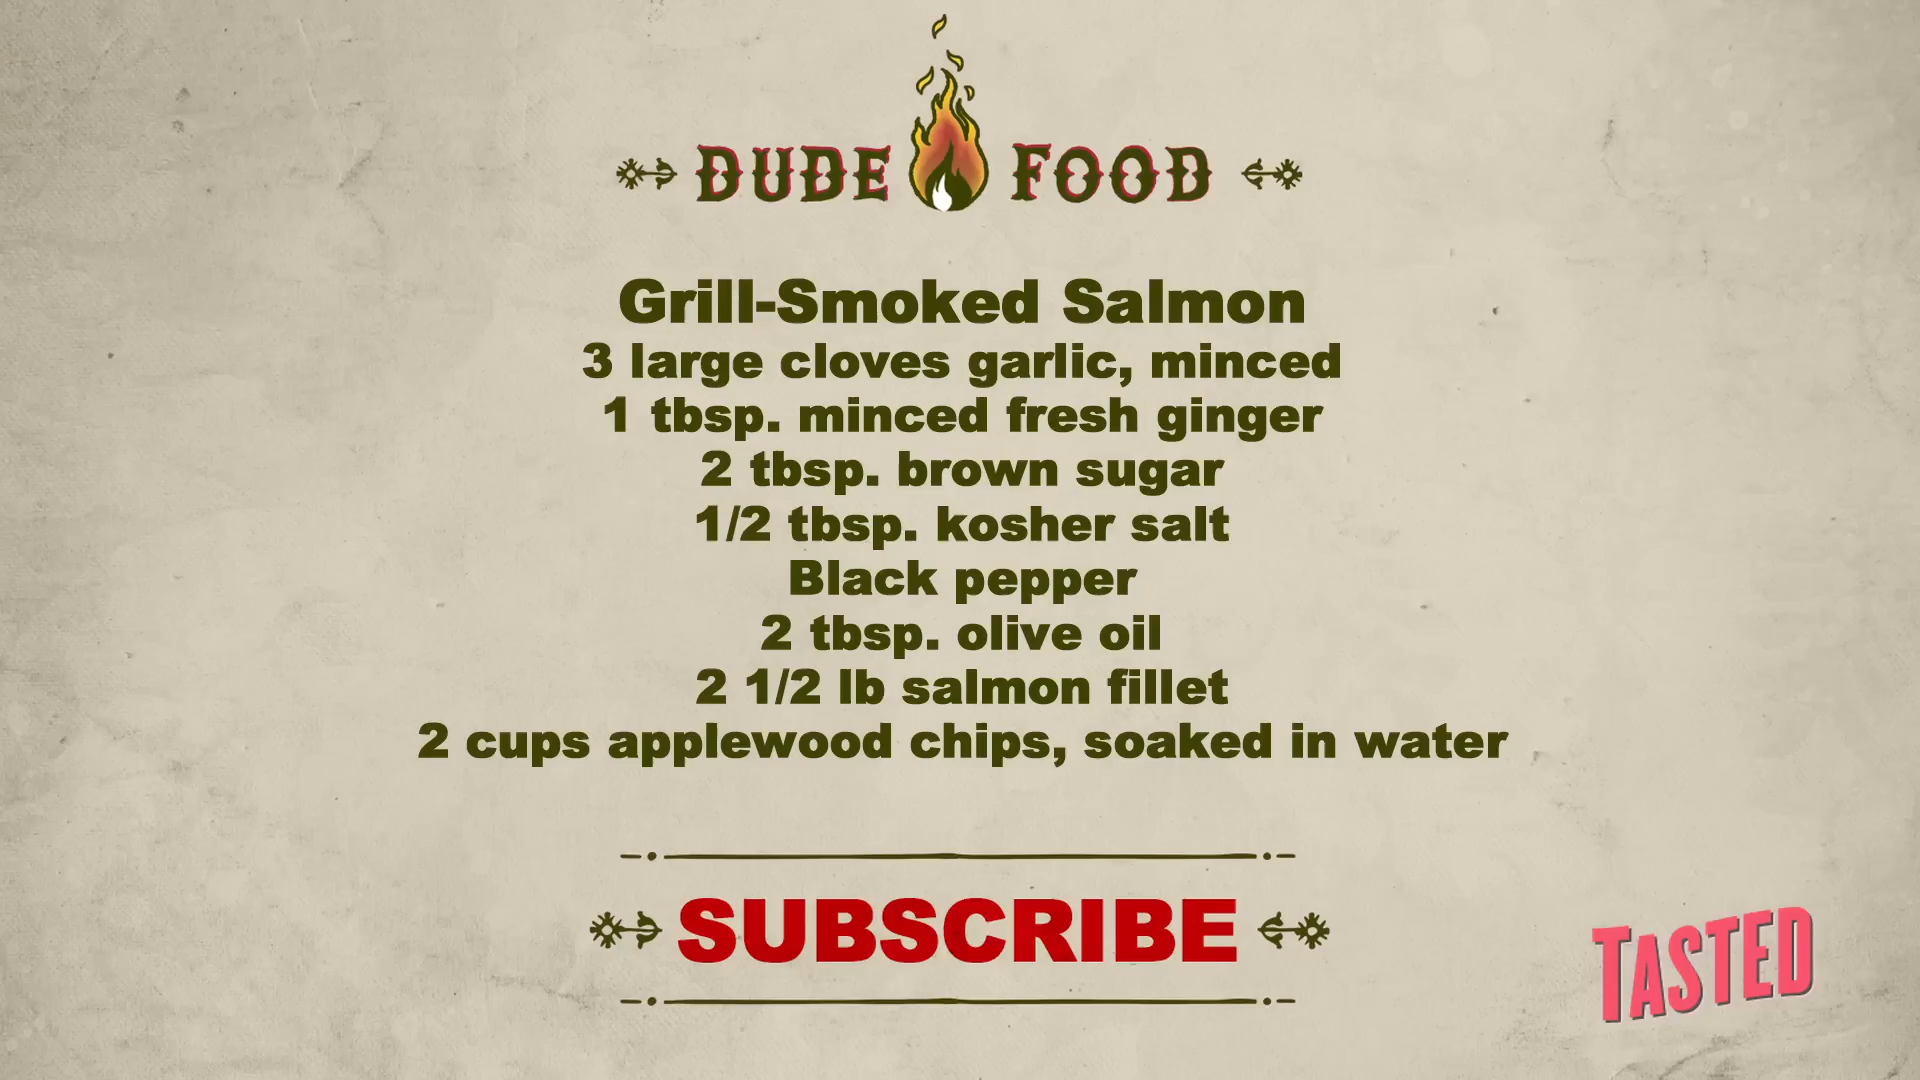 DUDE FOOD
Grill-Smoked Salmon
3 large cloves garlic, minced
1 tbsp. minced fresh ginger
2 tbsp. brown sugar
1/2 tbsp. kosher salt
Black pepper
2 tbsp. olive oil
2 1/2 lb salmon fillet
2 cups applewood chips, soaked in water
SUBSCRIBE
TASTED